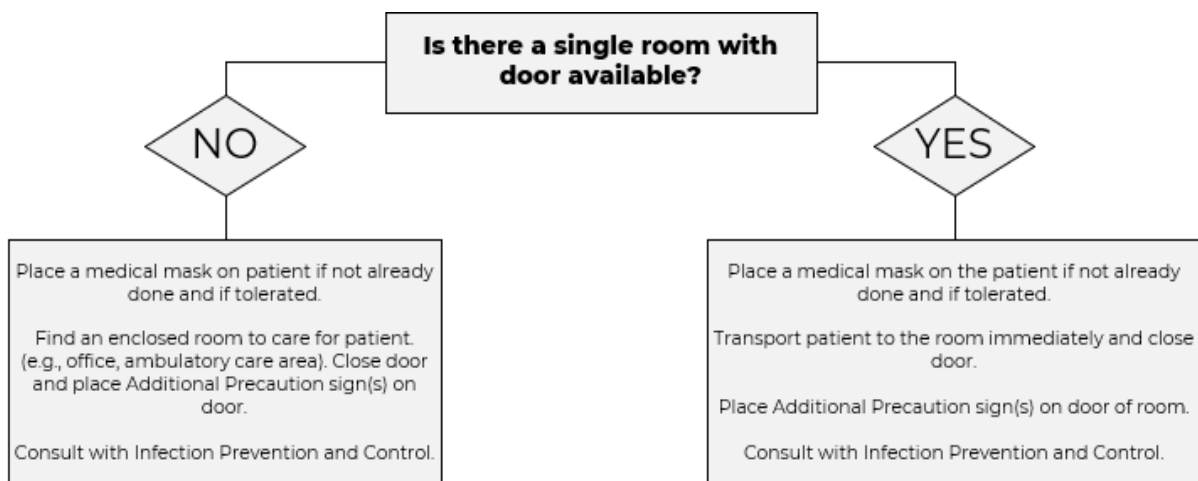 Is there a single room with
door available?
NO
YES
Place a medical mask on patient if not already
done and if tolerated.
Find an enclosed room to care for patient.
(e.g., office, ambulatory care area). Close door
and place Additional Precaution sign(s) on
door.
Consult with Infection Prevention and Control.
Place a medical mask on the patient if not already
done and if tolerated.
Transport patient to the room immediately and close
door.
Place Additional Precaution sign(s) on door of room.
Consult with Infection Prevention and Control.